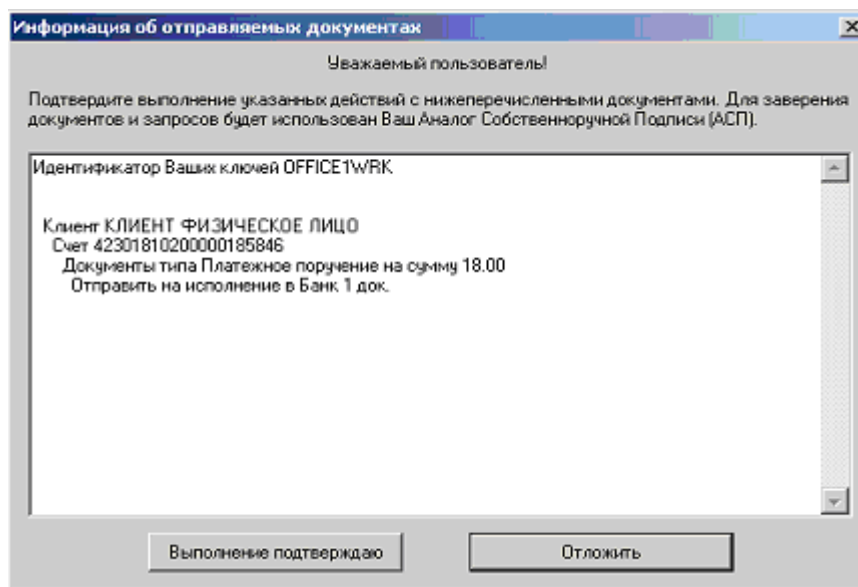 Информация об отправляемых документах
Уважаемый пользователь!
Подтвердите выполнение указанных действий с нижеперечисленными документами. Для заверения
документов и запросов будет использован Ваш Аналог Собственноручной Подписи (АСП).
Идентификатор Ваших ключей OFFICE1WRK
Клиент КЛИЕНТ ФИЗИЧЕСКОЕ ЛИЦО
Счет 42301810200000185846
Документы типа Платежное поручение на сумму 18.00
Отправить на исполнение в Банк 1 док.
Выполнение подтверждаю
Отложить